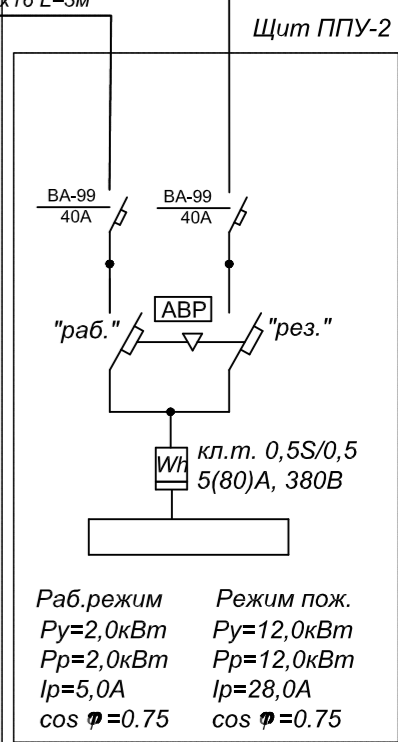 х16 L=3м
Щит ППУ-2
ВА-99
40А
ВА-99
40А
АВР
"раб."
"рез."
Wh
кл.т. 0,5S/0,5
5(80)А, 380В
Раб.режим
Ру=2,0кВт
Рр=2,0кВт
Iр=5,0А
cos φ =0.75
Режим пож.
Ру=12,0кВт
Рр=12,0кВт
Iр=28,0А
cos φ =0.75